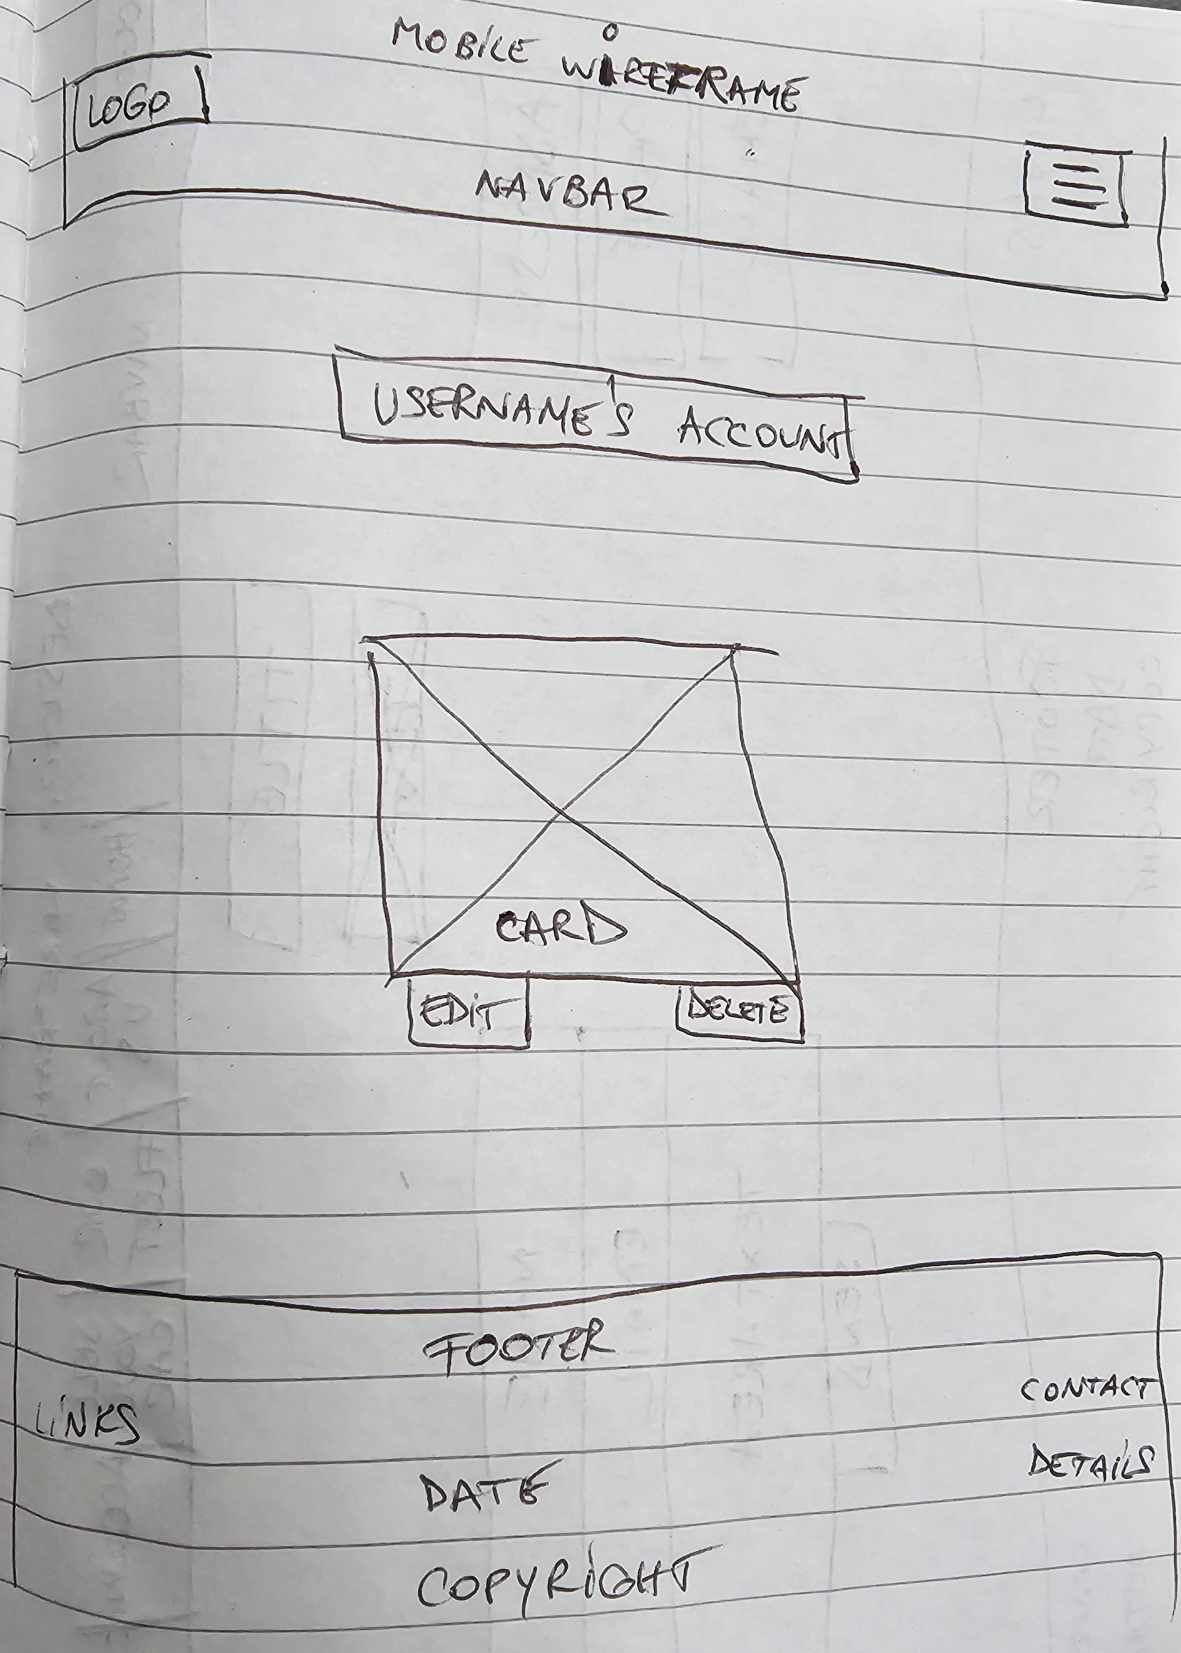 MOBILE WIREFRAME
LOGO
NAVBAR
USERNAME'S ACCOUNT
CARD
EDIT
DELETE
FOOTER
LINKS
CONTACT
DETAILS
DATE
COPYRIGHT